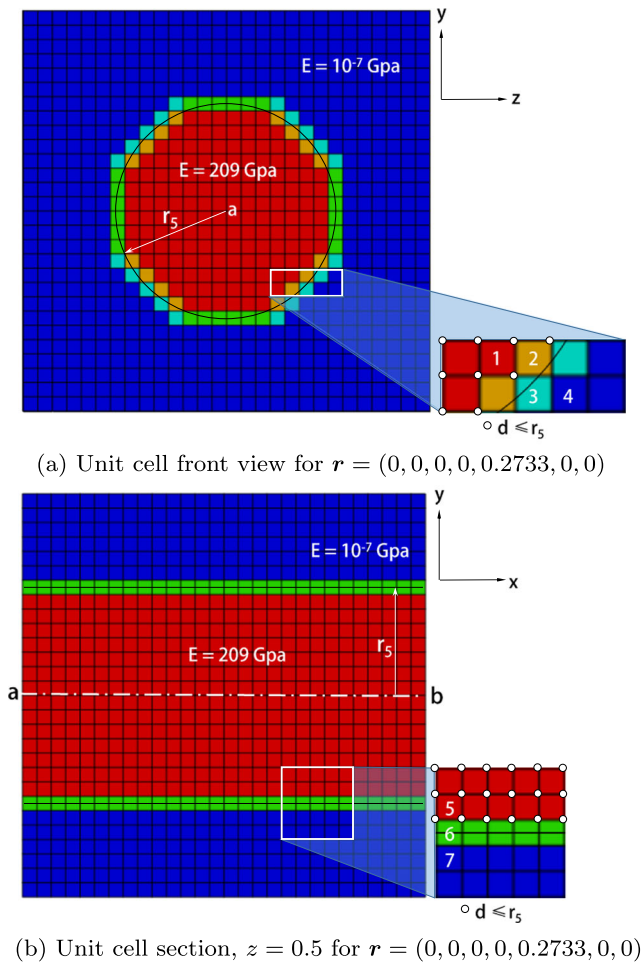 y
E = 10⁻⁷ Gpa
z
E = 209 Gpa
a
r₅
1 2
3 4
d ⩽ r₅
(a) Unit cell front view for r = (0, 0, 0, 0, 0.2733, 0, 0)
y
E = 10⁻⁷ Gpa
x
r₅
E = 209 Gpa
a b
5
6
7
d ⩽ r₅
(b) Unit cell section, z = 0.5 for r = (0, 0, 0, 0, 0.2733, 0, 0)